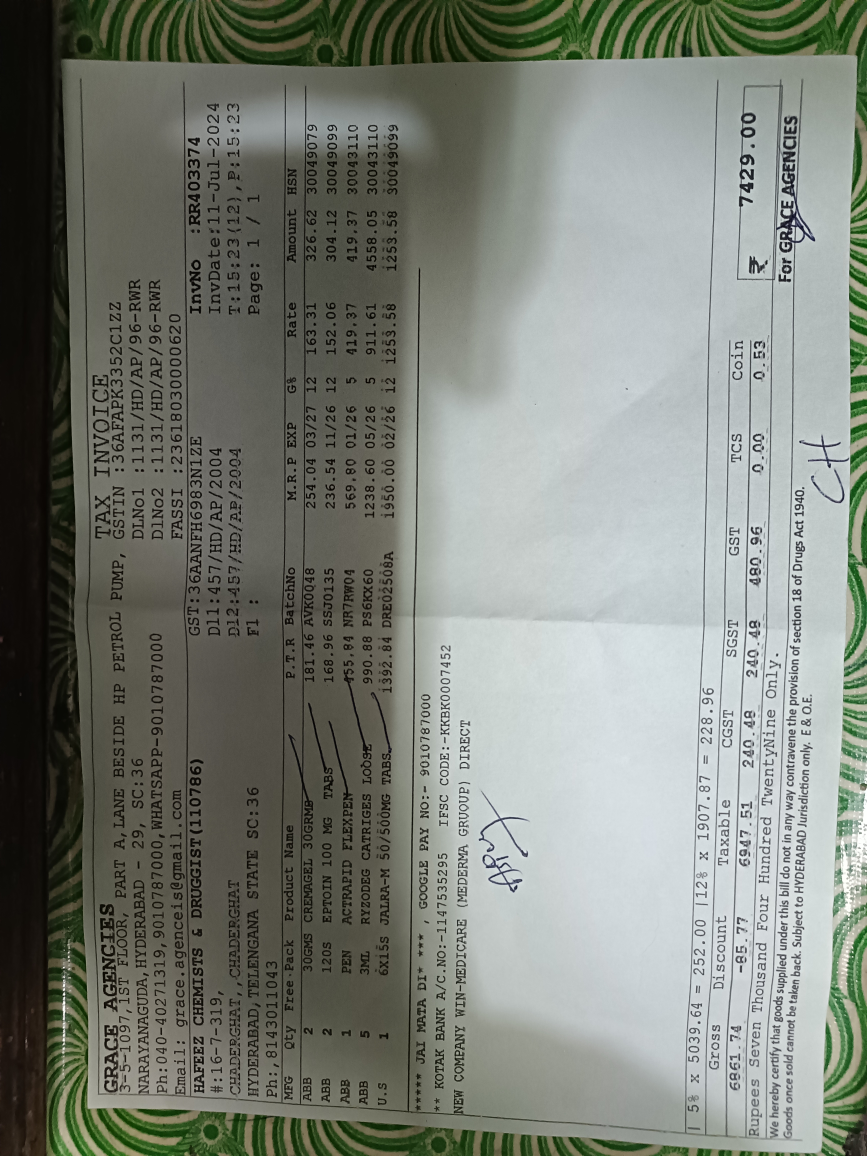 GRACE AGENCIES TAX INVOICE
3-5-1097,1ST FLOOR, PART A,LANE BESIDE HP PETROL PUMP, GSTIN :36AFAPK3352C1ZZ
NARAYANAGUDA,HYDERABAD - 29, SC:36 DLNo1 :1131/HD/AP/96-RWR
Ph:040-40271319,9010787000,WHATSAPP-9010787000 DlNo2 :1131/HD/AP/96-RWR
Email: grace.agenceis@gmail.com FASSI :23618030000620
HAFEEZ CHEMISTS & DRUGGIST(110786) GST:36AANFH6983N1ZE InvNo :RR403374
#:16-7-319, D11:457/HD/AP/2004 InvDate:11-Jul-2024
CHADERGHAT,,CHADERGHAT D12:457/HD/AP/2004 T:15:23(12),P:15:23
HYDERABAD,TELENGANA STATE SC:36 Fl : Page: 1 / 1
Ph:,8143011043
MFG Qty Free Pack Product Name P.T.R BatchNo M.R.P EXP G% Rate Amount HSN
ABB 2 30GMS CREMAGEL 30GRMB 181.46 AVK0Q48 254.04 03/27 12 163.31 326.62 30049079
ABB 2 120S EPTOIN 100 MG TABS 168.96 SSJ0135 236.54 11/26 12 152.06 304.12 30049099
ABB 1 PEN ACTRAPID FLEXPEN 455.84 NR7RW04 569.80 01/26 5 419.37 419.37 30043110
ABB 5 3ML RYZODEG CATRIGES LOOSE 990.88 PS6KX60 1238.60 05/26 5 911.61 4558.05 30043110
U.S 1 6X15S JALRA-M 50/500MG TABS 1392.84 DRE02508A 1950.00 02/26 12 1253.58 1253.58 30049099
***** JAI MATA DI* *** , GOOGLE PAY NO:- 9010787000
** KOTAK BANK A/C.NO:-1147535295 IFSC CODE:-KKBK0007452
NEW COMPANY WIN-MEDICARE (MEDERMA GRUOUP) DIRECT
| 5% x 5039.64 = 252.00 |12% x 1907.87 = 228.96
Gross Discount Taxable CGST SGST GST TCS Coin
6861.74 -85.77 6947.51 240.48 240.48 480.96 0.00 0.53 ₹ 7429.00
Rupees Seven Thousand Four Hundred TwentyNine Only.
We hereby certify that goods supplied under this bill do not in any way contravene the provision of section 18 of Drugs Act 1940. For GRACE AGENCIES
Goods once sold cannot be taken back. Subject to HYDERABAD Jurisdiction only. E & O.E.
CH